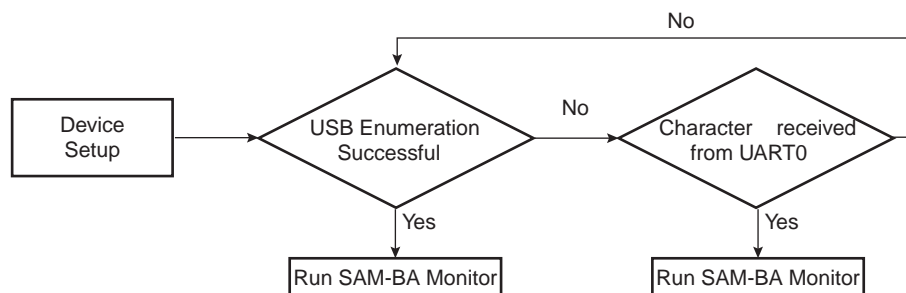 No
Device
Setup
USB Enumeration
Successful
No
Character received
from UART0
Yes
Yes
Run SAM-BA Monitor
Run SAM-BA Monitor